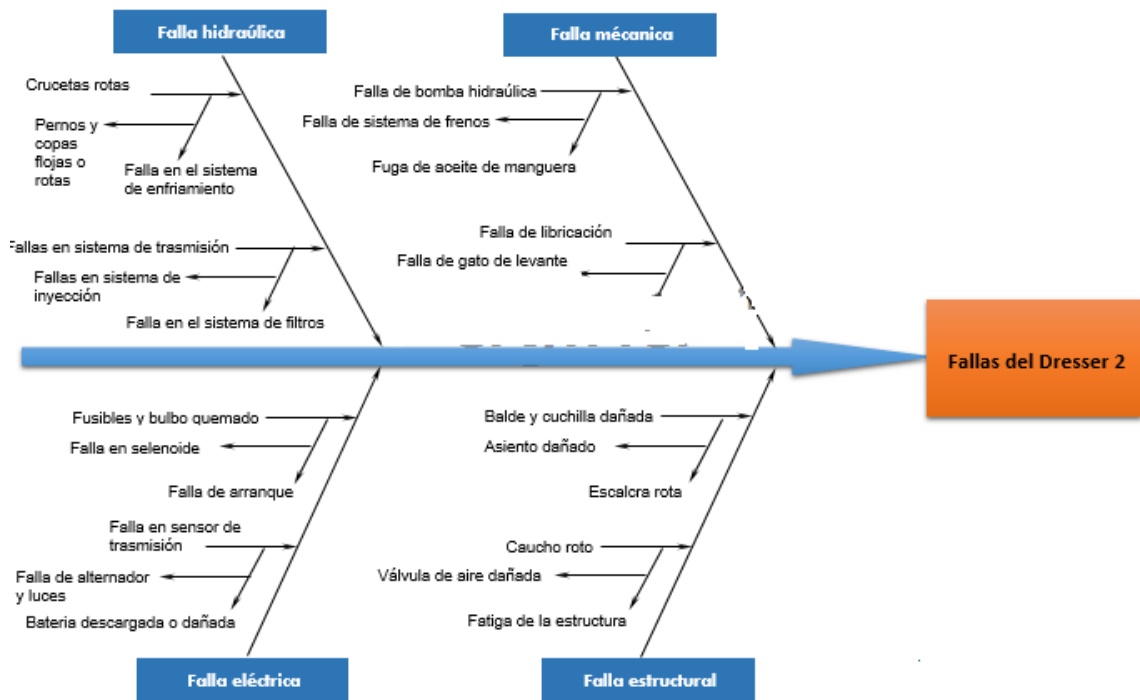 Falla hidraúlica
Falla mécanica
Crucetas rotas
Pernos y
copas
flojas o
rotas
Falla en el sistema
de enfriamiento
Fallas en sistema de trasmisión
Fallas en sistema de
inyección
Falla en el sistema de filtros
Falla de bomba hidraúlica
Falla de sistema de frenos
Fuga de aceite de manguera
Falla de libricación
Falla de gato de levante
Fallas del Dresser 2
Fusibles y bulbo quemado
Falla en selenoide
Falla de arranque
Falla en sensor de
trasmisión
Falla de alternador
y luces
Bateria descargada o dañada
Balde y cuchilla dañada
Asiento dañado
Escalcra rota
Caucho roto
Válvula de aire dañada
Fatiga de la estructura
Falla eléctrica
Falla estructural